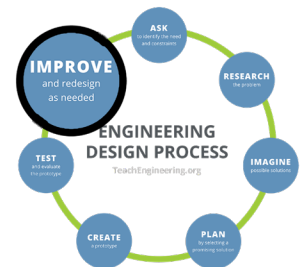 ASK
to identify the need
and constraints
RESEARCH
the problem
IMAGINE
possible solutions
PLAN
by selecting a
promising solution
CREATE
a prototype
TEST
and evaluate
the prototype
IMPROVE
and redesign
as needed
ENGINEERING
DESIGN PROCESS
TeachEngineering.org